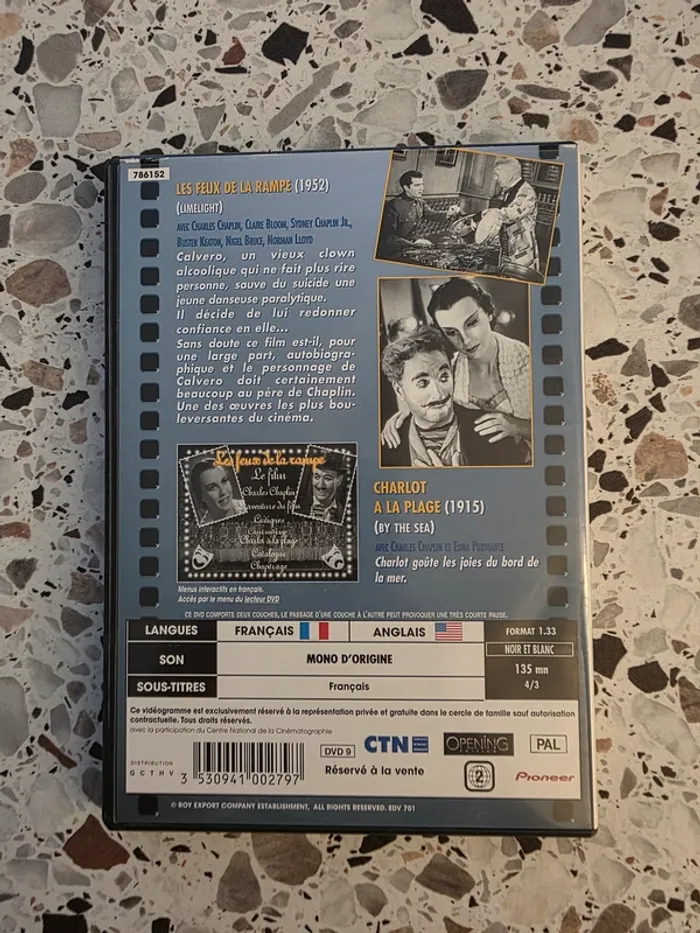 786152
LES FEUX DE LA RAMPE (1952)
(LIMELIGHT)
AVEC CHARLES CHAPLIN, CLAIRE BLOOM, SYDNEY CHAPLIN JR.,
BUSTER KEATON, NIGEL BRUCE, NORMAN LLOYD
Calvero, un vieux clown
alcoolique qui ne fait plus rire
personne, sauve du suicide une
jeune danseuse paralytique.
Il décide de lui redonner
confiance en elle...
Sans doute ce film est-il, pour
une large part, autobiogra-
phique et le personnage de
Calvero doit certainement
beaucoup au père de Chaplin.
Une des œuvres les plus bou-
leversantes du cinéma.
Les feux de la rampe
Le film
Charles Chaplin
L'aventure du film
Charlot à la plage
Catalogue
Chapitrage
Menus interactifs en français.
Accès par le menu du lecteur DVD
CHARLOT
A LA PLAGE (1915)
(BY THE SEA)
AVEC CHARLES CHAPLIN ET EDNA PURVIANCE
Charlot goûte les joies du bord de
la mer.
CE DVD COMPORTE DEUX COUCHES, LE PASSAGE D'UNE COUCHE À L'AUTRE PEUT PROVOQUER UNE TRÈS COURTE PAUSE.
LANGUES FRANÇAIS ANGLAIS
SON MONO D'ORIGINE
SOUS-TITRES Français
FORMAT 1.33
NOIR ET BLANC
135 mn
4/3
Ce vidéogramme est exclusivement réservé à la représentation privée et gratuite dans le cercle de famille sauf autorisation
contractuelle. Tous droits réservés.
avec la participation du Centre National de la Cinématographie
DISTRIBUTION
GCTHV
3 530941 002797
DVD 9
CTN
OPENING
PAL
Réservé à la vente
2
Pioneer
© ROY EXPORT COMPANY ESTABLISHMENT, ALL RIGHTS RESERVED. EDV 701